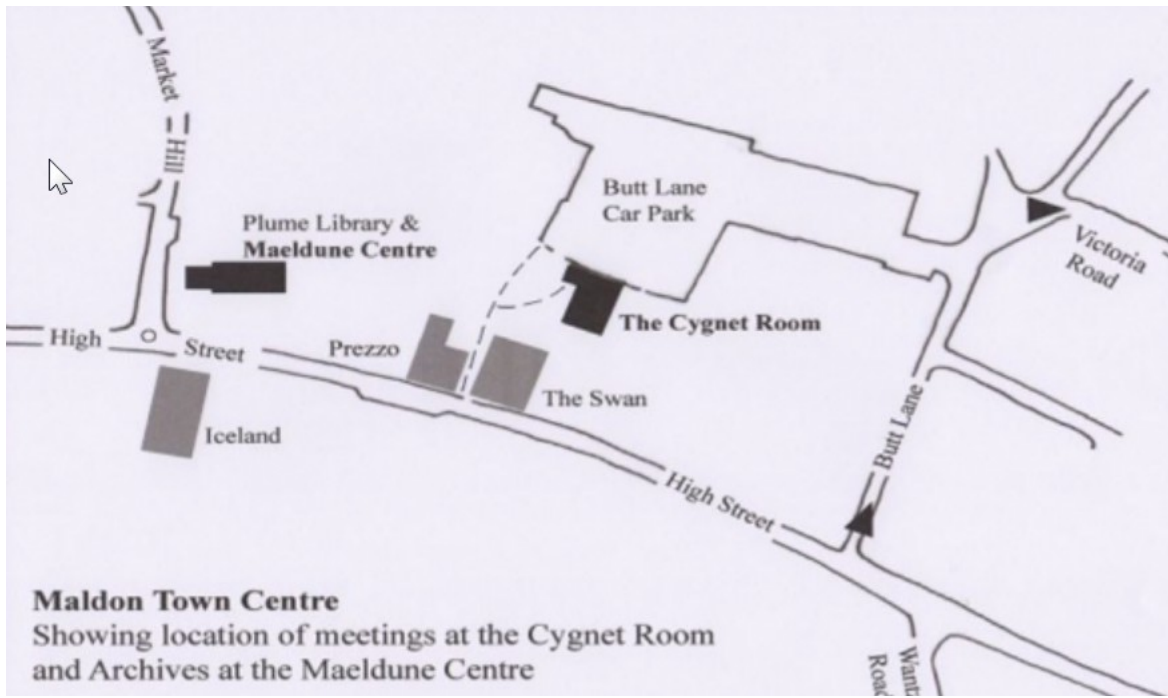 Market
Hill
Plume Library &
Maeldune Centre
Butt Lane
Car Park
Victoria
Road
The Cygnet Room
High
Street
Prezzo
The Swan
Iceland
Butt Lane
High Street
Maldon Town Centre
Showing location of meetings at the Cygnet Room
and Archives at the Maeldune Centre